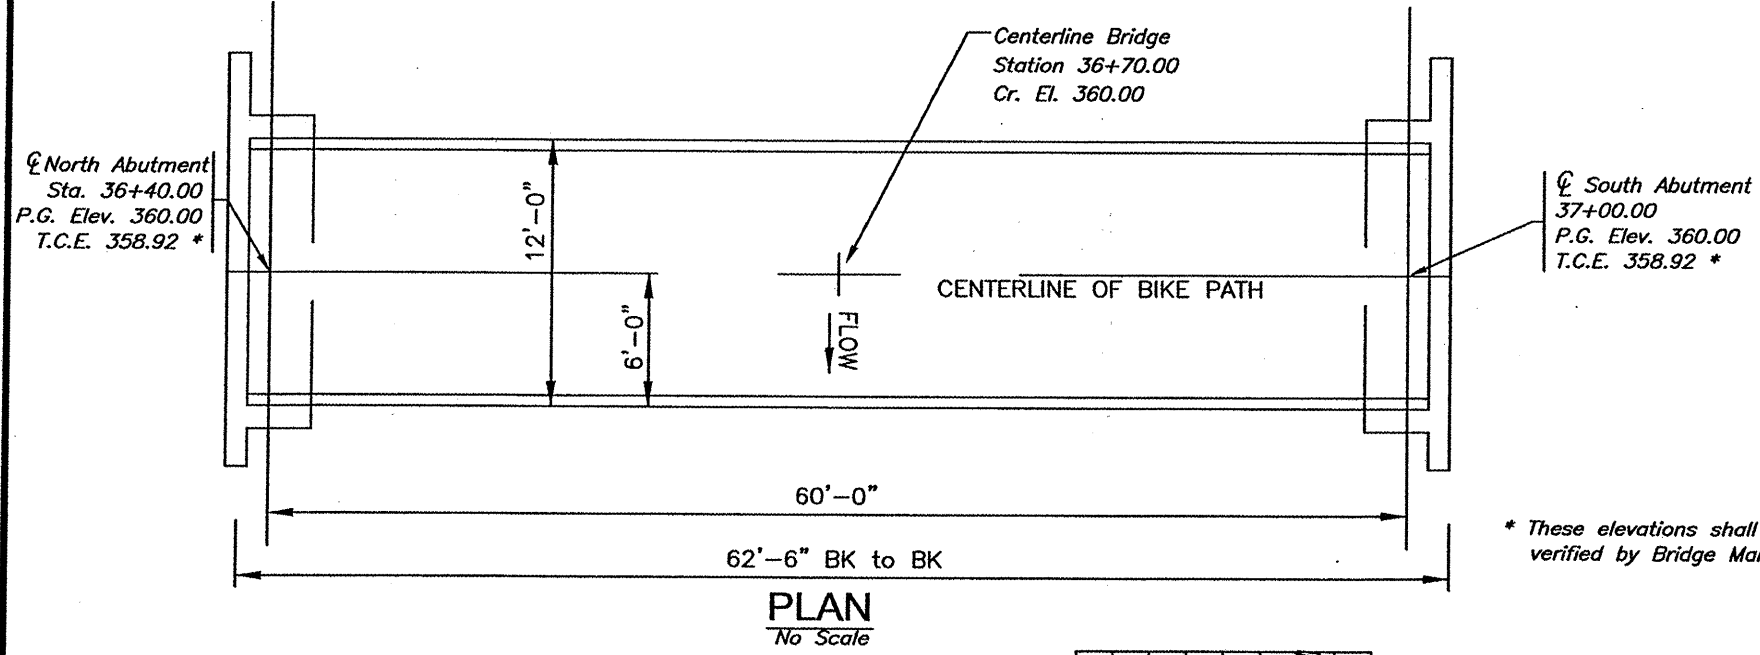 Centerline Bridge
Station 36+70.00
Cr. El. 360.00
℄ North Abutment
Sta. 36+40.00
P.G. Elev. 360.00
T.C.E. 358.92 *
12'-0"
6'-0"
FLOW
CENTERLINE OF BIKE PATH
℄ South Abutment
37+00.00
P.G. Elev. 360.00
T.C.E. 358.92 *
60'-0"
62'-6" BK to BK
* These elevations shall
verified by Bridge
PLAN
No Scale